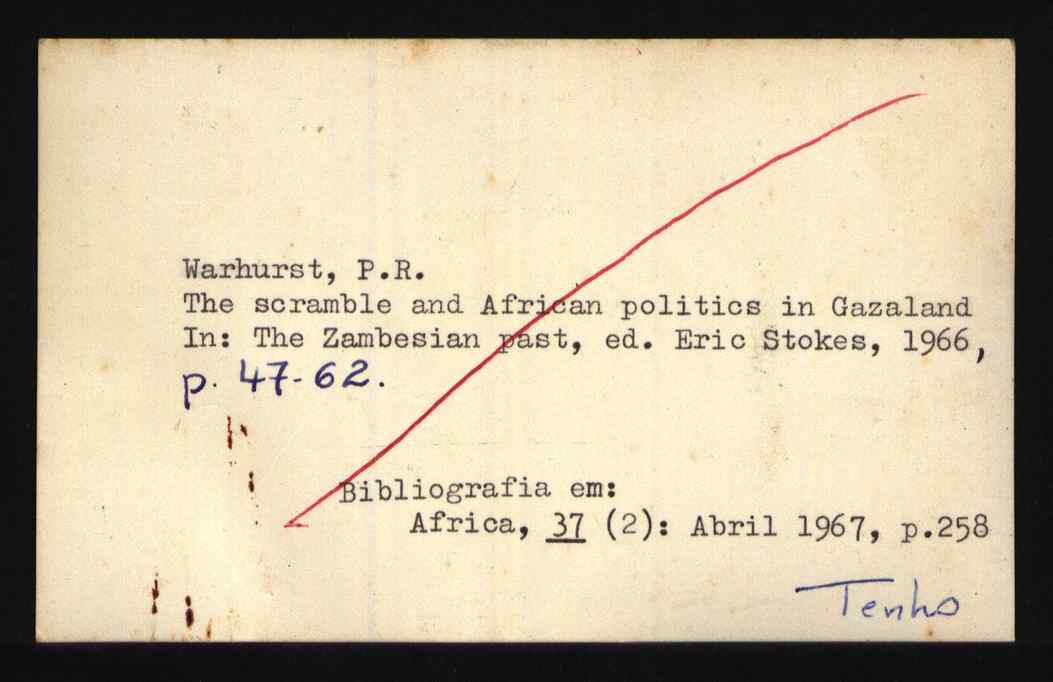 Warhurst, P.R.
The scramble and African politics in Gazaland
In: The Zambesian past, ed. Eric Stokes, 1966,
p. 47-62.
Bibliografia em:
Africa, 37 (2): Abril 1967, p.258
Tenho